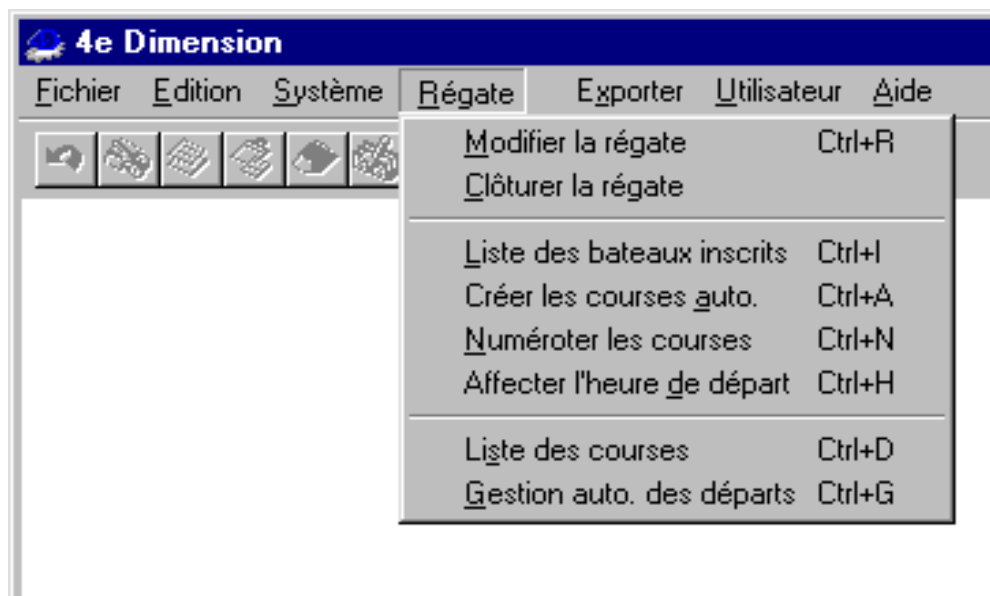 4e Dimension
Fichier Edition Système Régate Exporter Utilisateur Aide
Modifier la régate Ctrl+R
Clôturer la régate
Liste des bateaux inscrits Ctrl+I
Créer les courses auto. Ctrl+A
Numéroter les courses Ctrl+N
Affecter l'heure de départ Ctrl+H
Liste des courses Ctrl+D
Gestion auto. des départs Ctrl+G